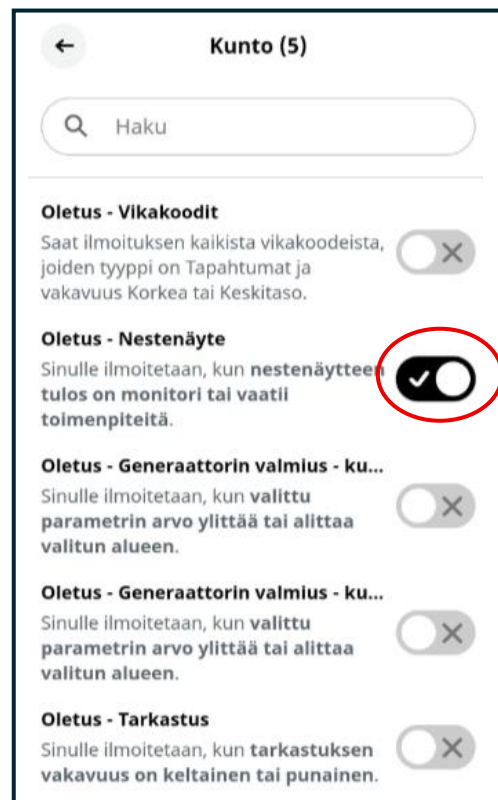 Kunto (5)
Haku
Oletus - Vikakoodit
Saat ilmoituksen kaikista vikakoodeista,
joiden tyyppi on Tapahtumat ja
vakavuus Korkea tai Keskitaso.
Oletus - Nestenäyte
Sinulle ilmoitetaan, kun nestenäytteen
tulos on monitori tai vaatii
toimenpiteitä.
Oletus - Generaattorin valmius - ku...
Sinulle ilmoitetaan, kun valittu
parametrin arvo ylittää tai alittaa
valitun alueen.
Oletus - Generaattorin valmius - ku...
Sinulle ilmoitetaan, kun valittu
parametrin arvo ylittää tai alittaa
valitun alueen.
Oletus - Tarkastus
Sinulle ilmoitetaan, kun tarkastuksen
vakavuus on keltainen tai punainen.